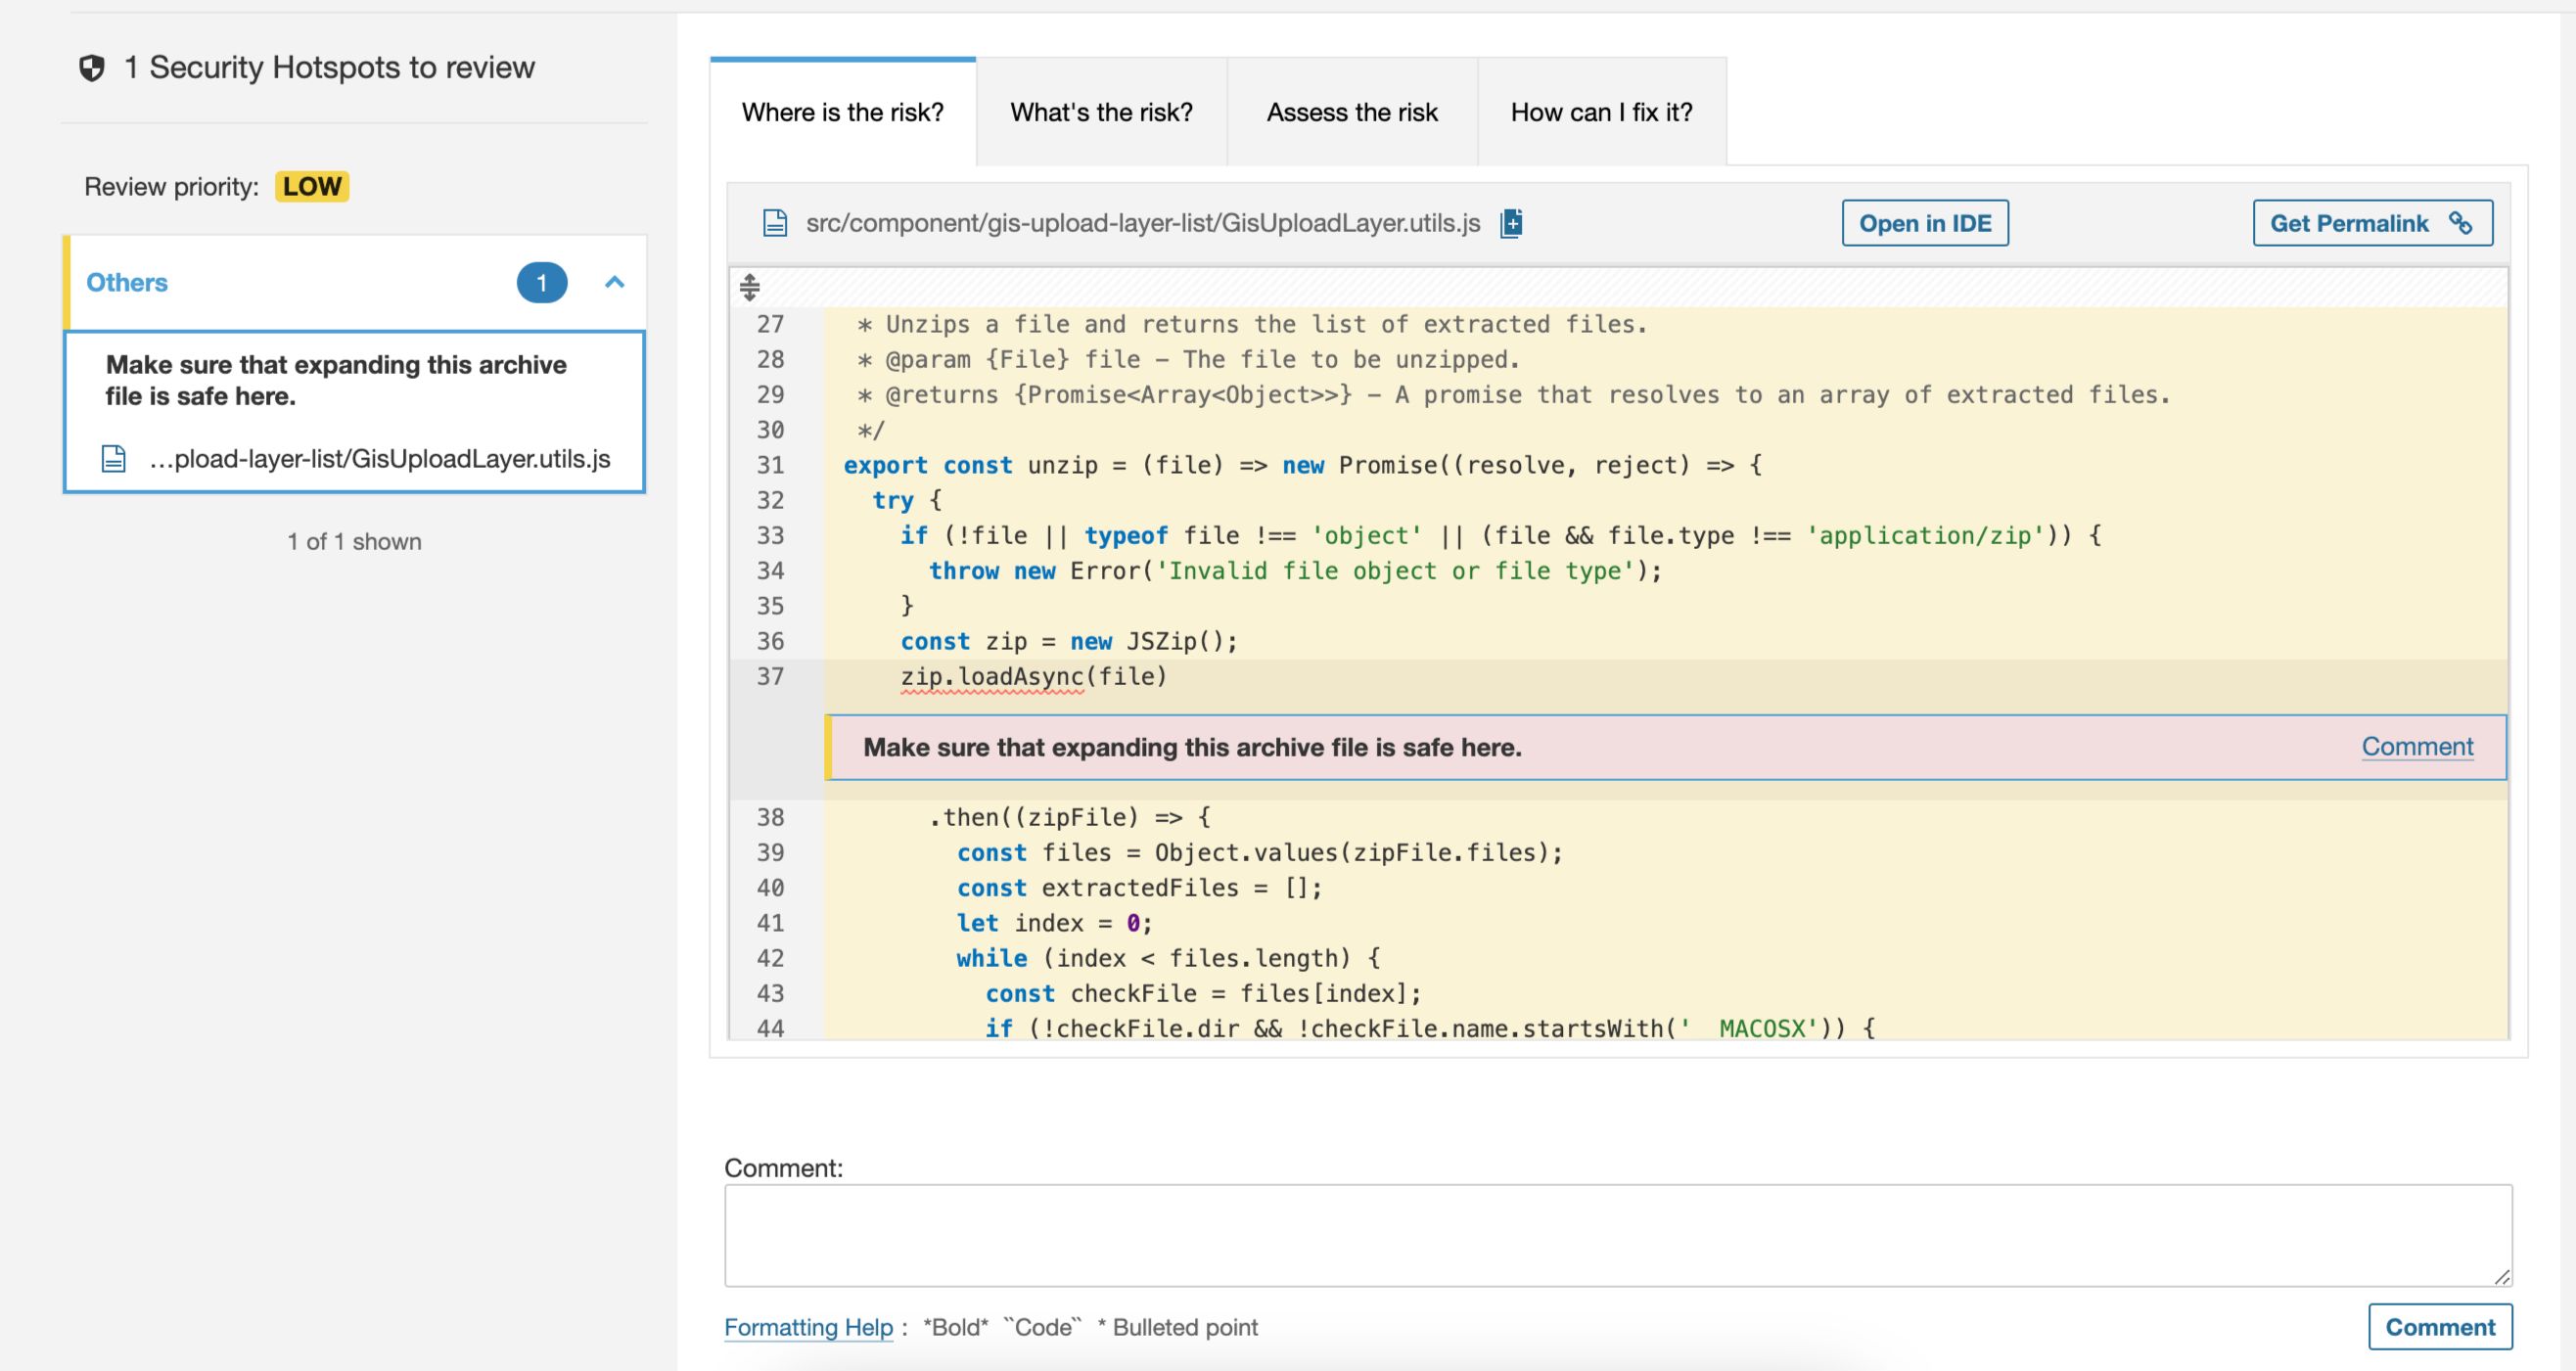 1 Security Hotspots to review
Review priority: LOW
Others 1
Make sure that expanding this archive
file is safe here.
...pload-layer-list/GisUploadLayer.utils.js
1 of 1 shown
Where is the risk? What's the risk? Assess the risk How can I fix it?
src/component/gis-upload-layer-list/GisUploadLayer.utils.js Open in IDE Get Permalink
27 * Unzips a file and returns the list of extracted files.
28 * @param {File} file – The file to be unzipped.
29 * @returns {Promise<Array<Object>>} – A promise that resolves to an array of extracted files.
30 */
31 export const unzip = (file) => new Promise((resolve, reject) => {
32 try {
33 if (!file || typeof file !== 'object' || (file && file.type !== 'application/zip')) {
34 throw new Error('Invalid file object or file type');
35 }
36 const zip = new JSZip();
37 zip.loadAsync(file)
Make sure that expanding this archive file is safe here. Comment
38 .then((zipFile) => {
39 const files = Object.values(zipFile.files);
40 const extractedFiles = [];
41 let index = 0;
42 while (index < files.length) {
43 const checkFile = files[index];
44 if (!checkFile.dir && !checkFile.name.startsWith('  MACOSX')) {
Comment:
Formatting Help : *Bold* ``Code`` * Bulleted point Comment